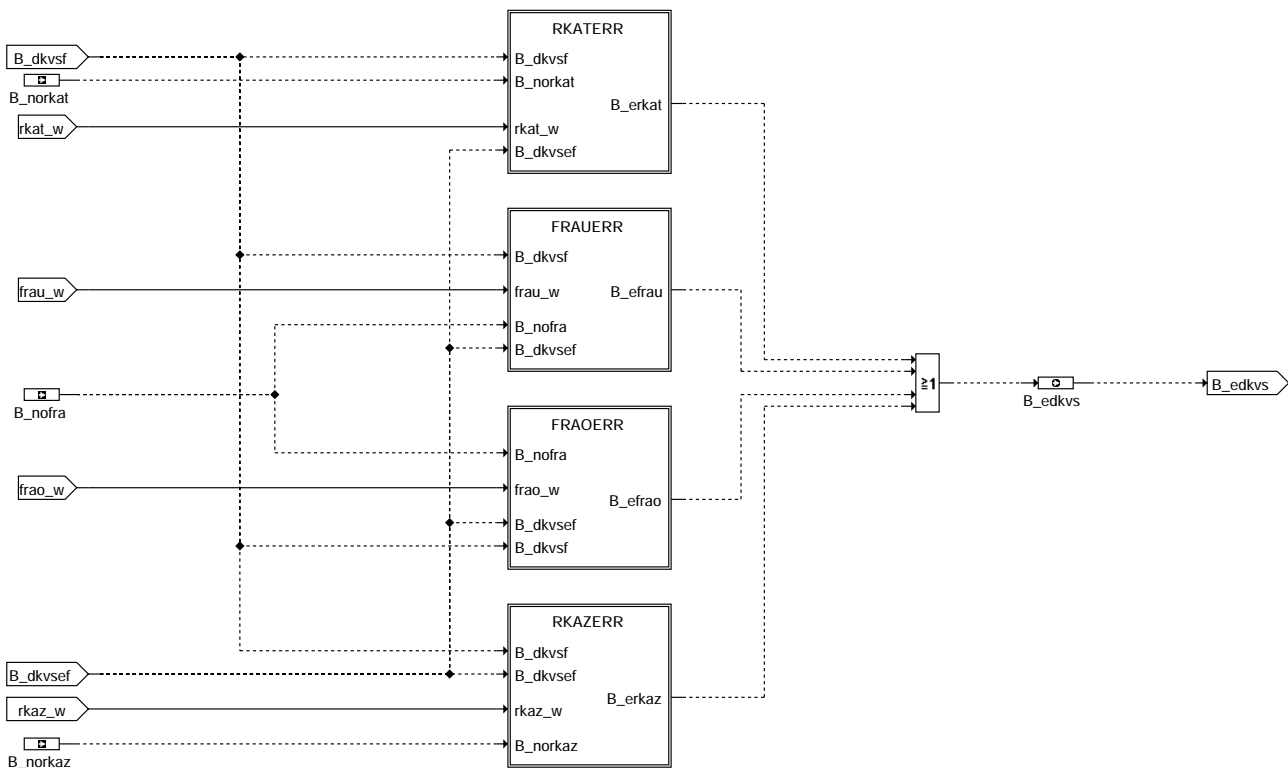 RKATERR
B_dkvsf
B_dkvsf
B_norkat
B_norkat
B_erkat
rkat_w
rkat_w
B_dkvsef
FRAUERR
B_dkvsf
frau_w
frau_w
B_efrau
B_nofra
B_dkvsef
≧1
B_edkvs
B_edkvs
B_nofra
FRAOERR
B_nofra
frao_w
frao_w
B_efrao
B_dkvsef
B_dkvsf
RKAZERR
B_dkvsf
B_dkvsef
B_dkvsef
B_erkaz
rkaz_w
rkaz_w
B_norkaz
B_norkaz